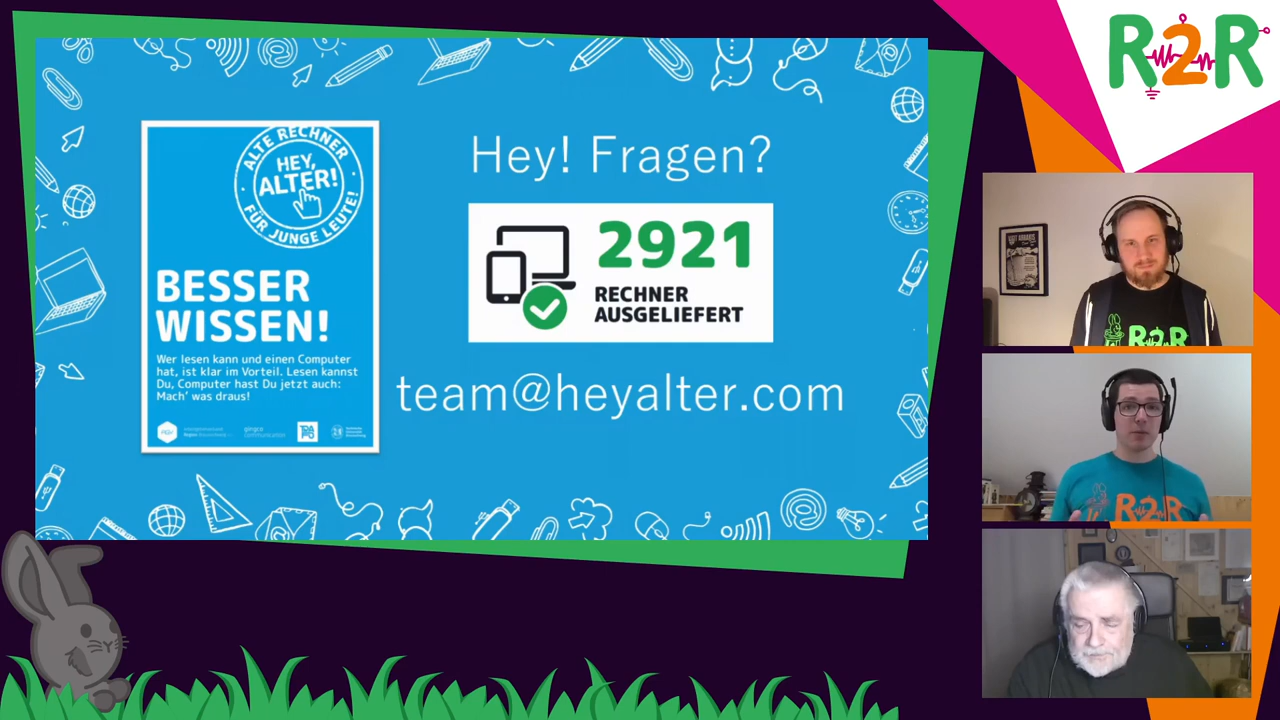 R2R
ALTE RECHNER
HEY,
ALTER!
FÜR JUNGE LEUTE!
BESSER
WISSEN!
Wer lesen kann und einen Computer
hat, ist klar im Vorteil. Lesen kannst
Du, Computer hast Du jetzt auch:
Mach' was draus!
Hey! Fragen?
2921
RECHNER
AUSGELIEFERT
team@heyalter.com
R2R
R2R